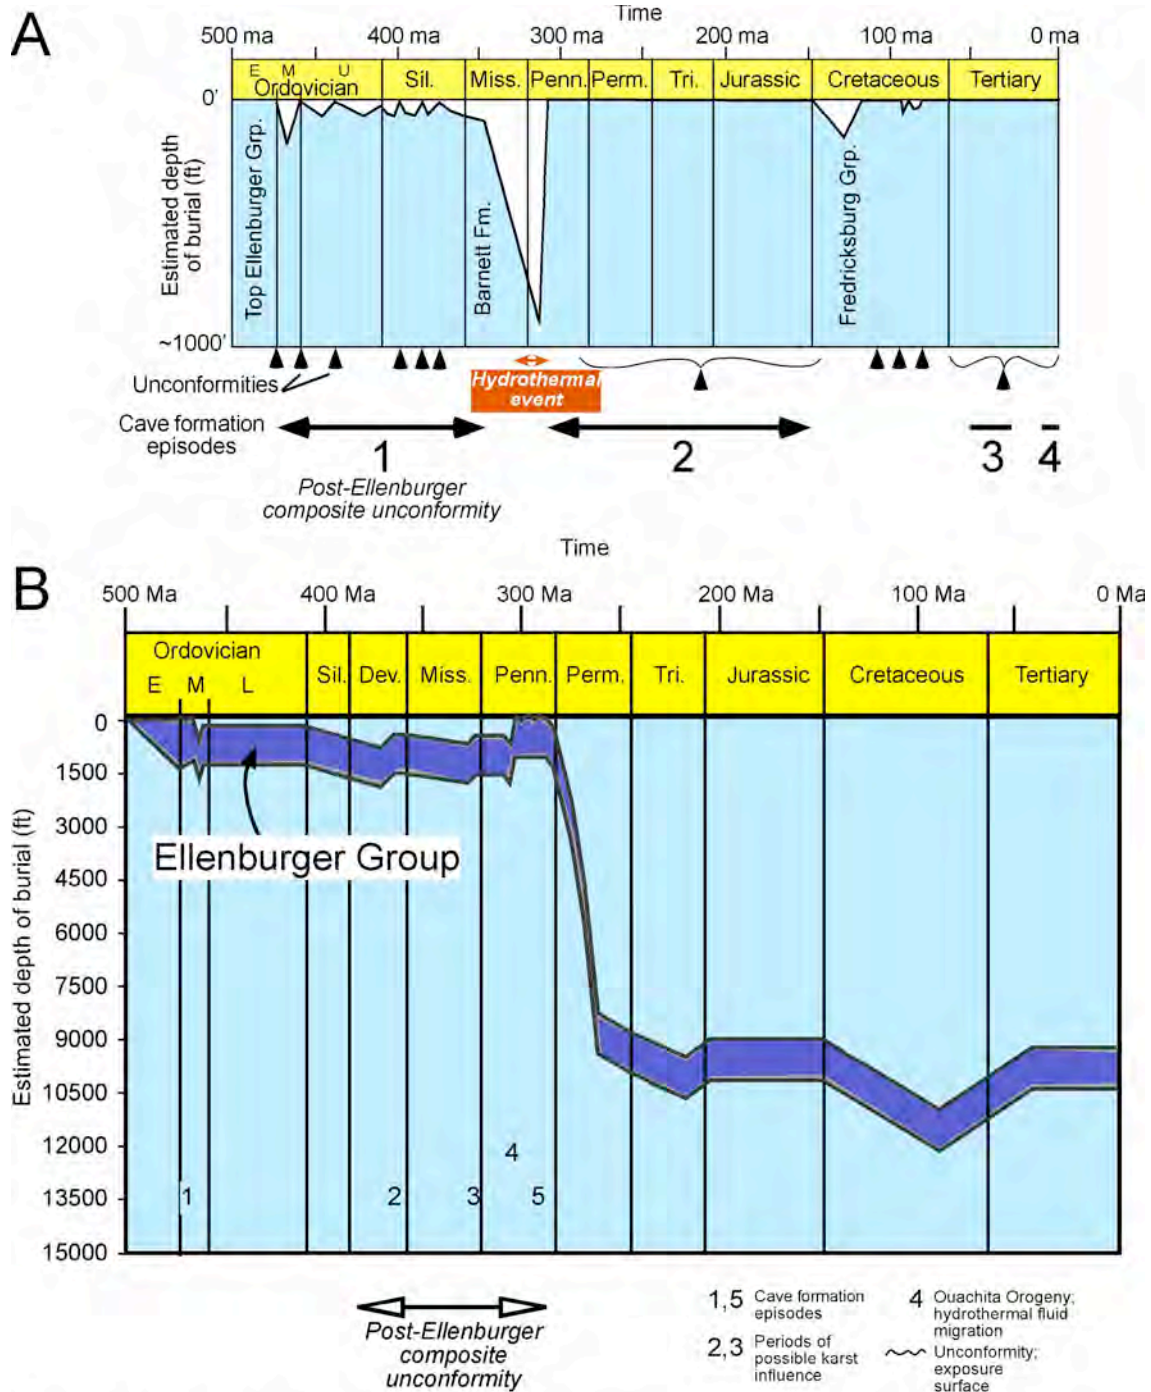 A
Time
500 ma 400 ma 300 ma 200 ma 100 ma 0 ma
E M U
Ordovician Sil. Miss. Penn. Perm. Tri. Jurassic Cretaceous Tertiary
0'
Estimated depth
of burial (ft)
Top Ellenburger Grp.
Barnett Fm.
Fredricksburg Grp.
~1000'
Unconformities
Hydrothermal
event
Cave formation
episodes
1 2 3 4
Post-Ellenburger
composite unconformity
Time
B
500 Ma 400 Ma 300 Ma 200 Ma 100 Ma 0 Ma
Ordovician
E M L
Sil. Dev. Miss. Penn. Perm. Tri. Jurassic Cretaceous Tertiary
Estimated depth of burial (ft)
0
1500
3000
4500
6000
7500
9000
10500
12000
13500
15000
Ellenburger Group
4
1 2 3 5
Post-Ellenburger
composite
unconformity
1,5 Cave formation
episodes
2,3 Periods of
possible karst
influence
4 Ouachita Orogeny;
hydrothermal fluid
migration
Unconformity;
exposure
surface